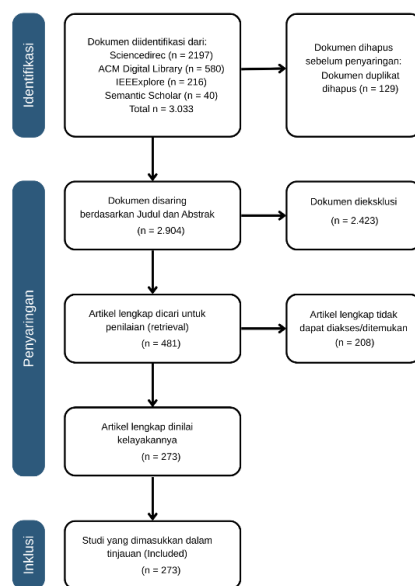 Identifikasi
Dokumen diidentifikasi dari:
Sciencedirec (n = 2197)
ACM Digital Library (n = 580)
IEEExplore (n = 216)
Semantic Scholar (n = 40)
Total n = 3.033
Dokumen dihapus
sebelum penyaringan:
Dokumen duplikat
dihapus (n = 129)
Penyaringan
Dokumen disaring
berdasarkan Judul dan Abstrak
(n = 2.904)
Dokumen dieksklusi
(n = 2.423)
Artikel lengkap dicari untuk
penilaian (retrieval)
(n = 481)
Artikel lengkap tidak
dapat diakses/ditemukan
(n = 208)
Artikel lengkap dinilai
kelayakannya
(n = 273)
Inklusi
Studi yang dimasukkan dalam
tinjauan (Included)
(n = 273)